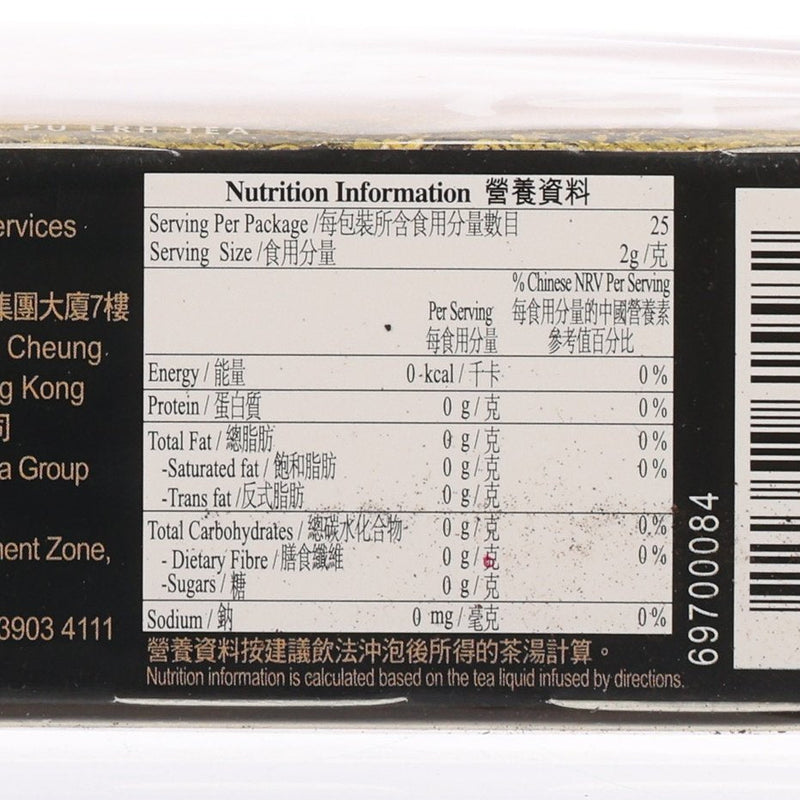 PU ERH TEA
ervices
集團大廈7樓
Cheung
g Kong
司
a Group
ment Zone,
3903 4111
Nutrition Information 營養資料
Serving Per Package /每包裝所含食用分量數目 25
Serving Size /食用分量 2g /克
Per Serving
每食用分量
% Chinese NRV Per Serving
每食用分量的中國營養素
參考值百分比
Energy / 能量 0-kcal / 千卡 0%
Protein / 蛋白質 0 g/克 0%
Total Fat / 總脂肪 0 g/克 0%
-Saturated fat / 飽和脂肪 0 g/克 0%
-Trans fat /反式脂肪 0 g/克
Total Carbohydrates / 總碳水化合物 0 g/克 0%
- Dietary Fibre / 膳食纖維 0 g/克 0%
-Sugars / 糖 0 g/克
Sodium / 鈉 0 mg / 毫克 0%
營養資料按建議飲法沖泡後所得的茶湯計算。
Nutrition information is calculated based on the tea liquid infused by directions.
69700084